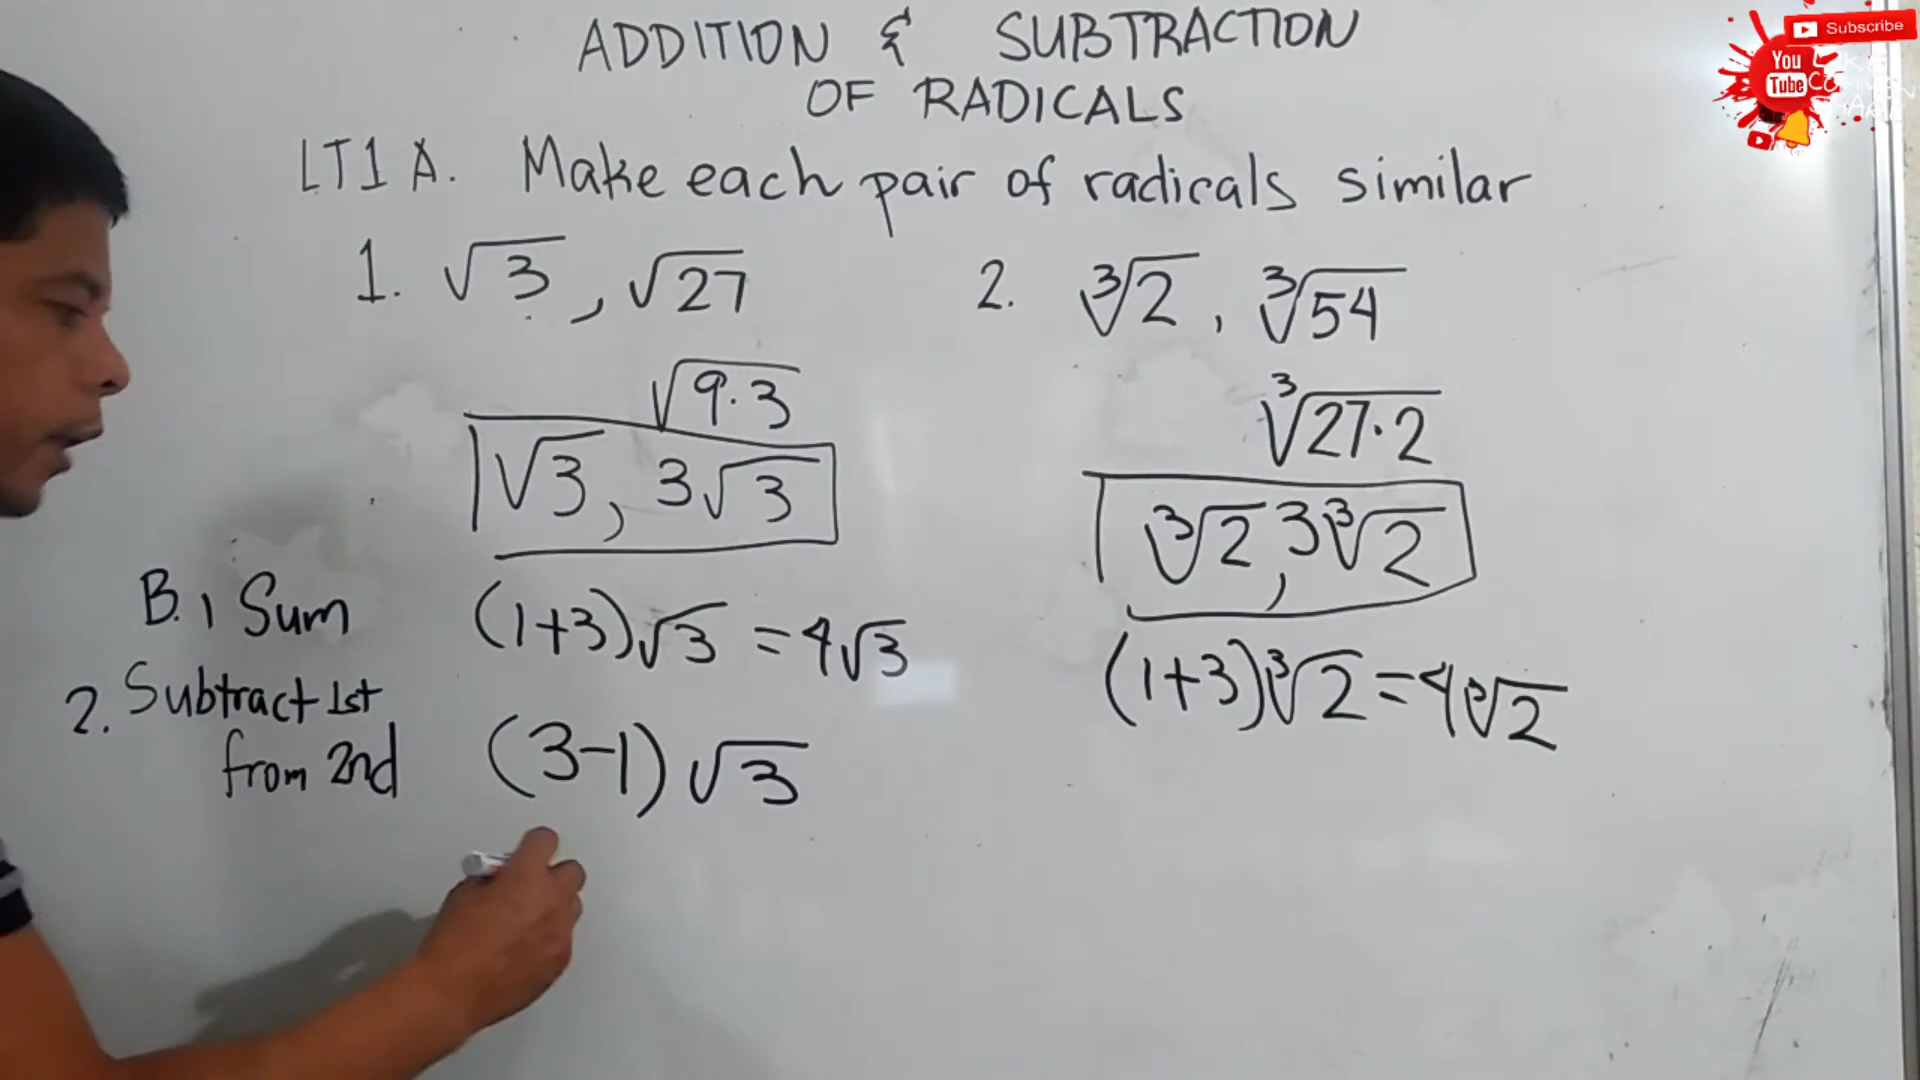 ADDITION & SUBTRACTION
OF RADICALS
LT1 A. Make each pair of radicals similar
1. √3, √27
2. ∛2, ∛54
√9·3
∛27·2
√3, 3√3
∛2, 3∛2
B. 1 Sum
(1+3)√3 = 4√3
(1+3)∛2 = 4∛2
2. Subtract 1st
from 2nd
(3-1)√3
Subscribe
You
Tube
COMMON